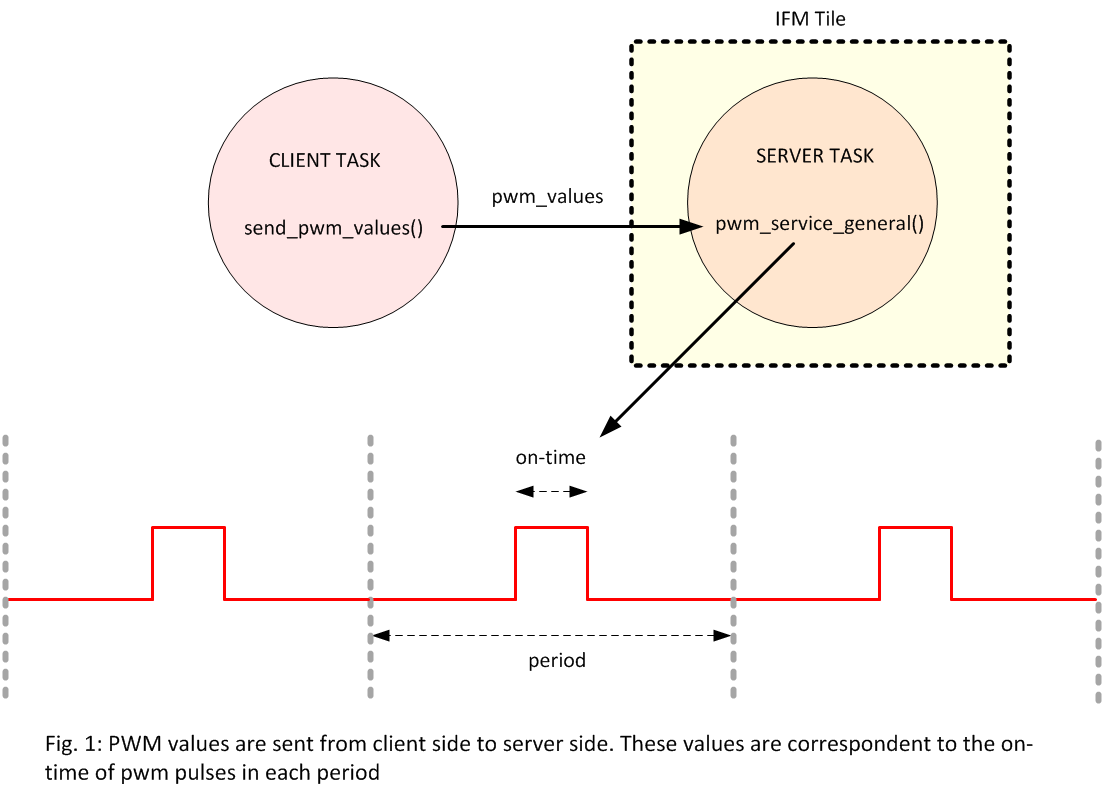 IFM Tile
CLIENT TASK
SERVER TASK
pwm_values
send_pwm_values()
pwm_service_general()
on-time
period
Fig. 1: PWM values are sent from client side to server side. These values are correspondent to the on-
time of pwm pulses in each period